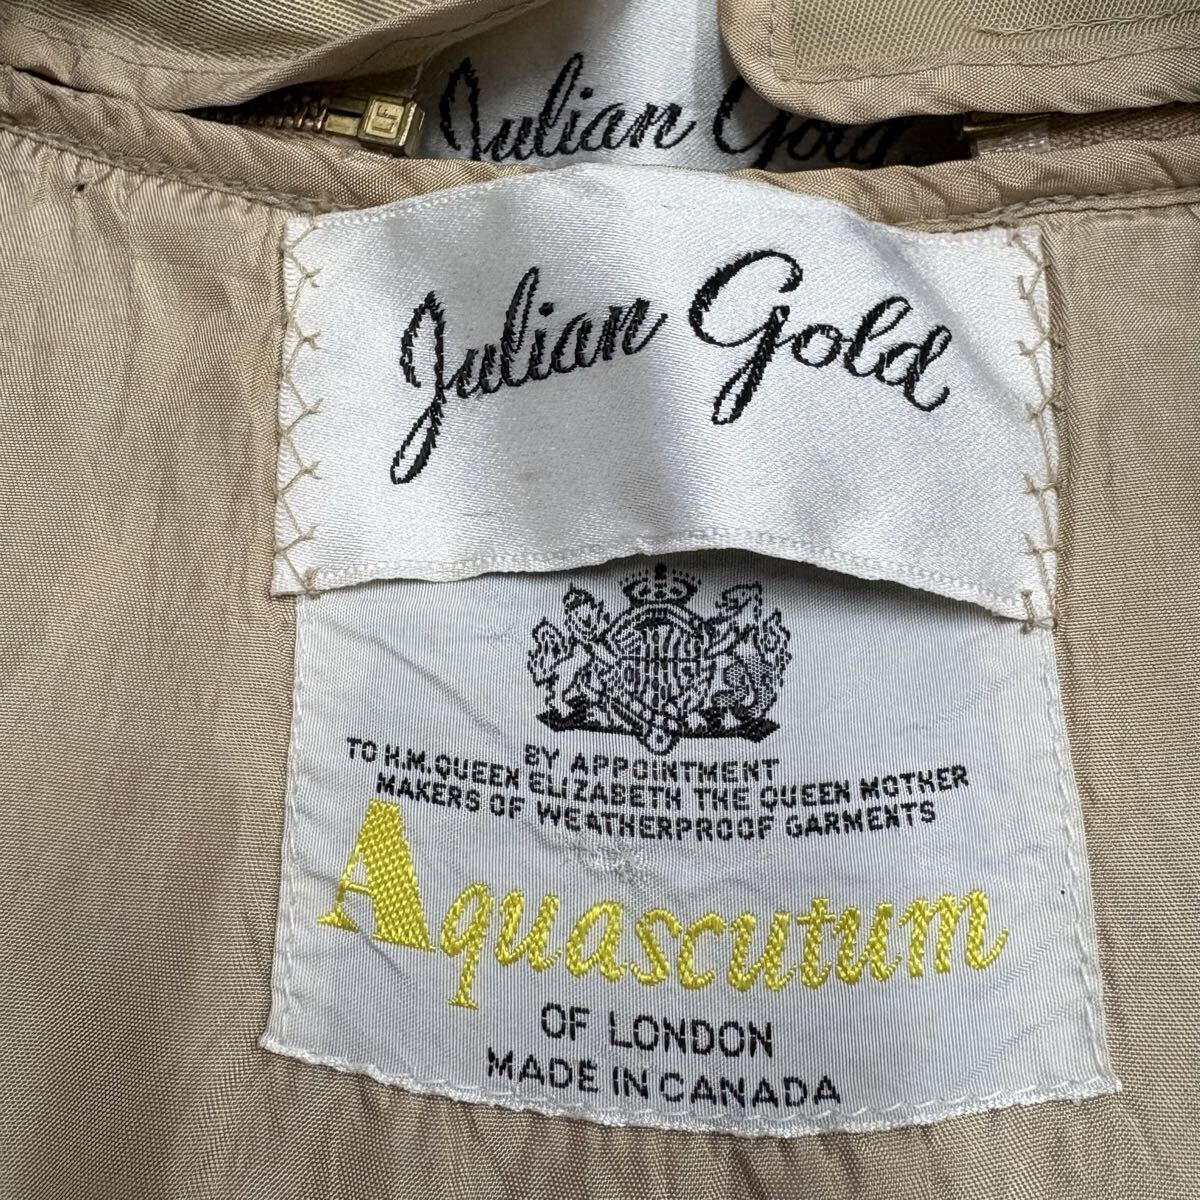 Julian Gold
Julian Gold
BY APPOINTMENT
TO H.M. QUEEN ELIZABETH THE QUEEN MOTHER
MAKERS OF WEATHERPROOF GARMENTS
Aquascutum
OF LONDON
MADE IN CANADA